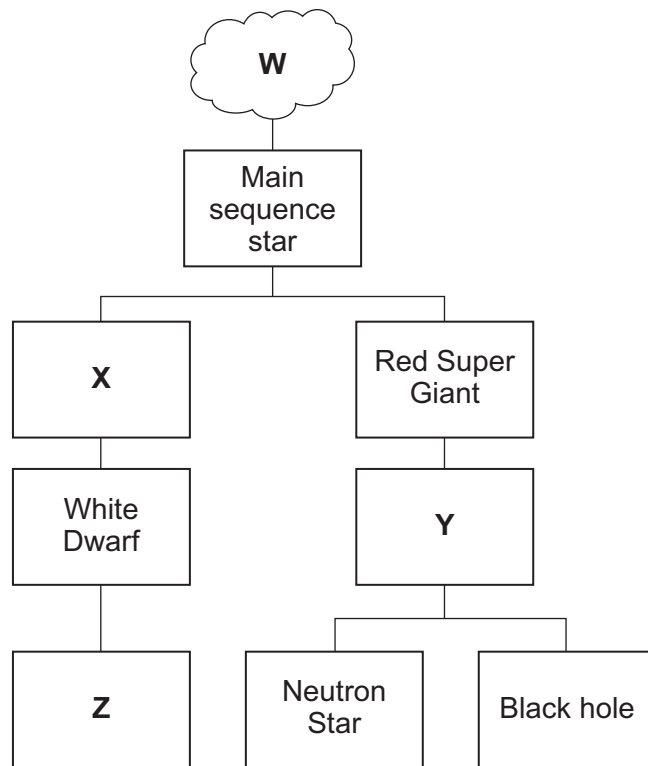 W
Main
sequence
star
X
Red Super
Giant
White
Dwarf
Y
Z
Neutron
Star
Black hole